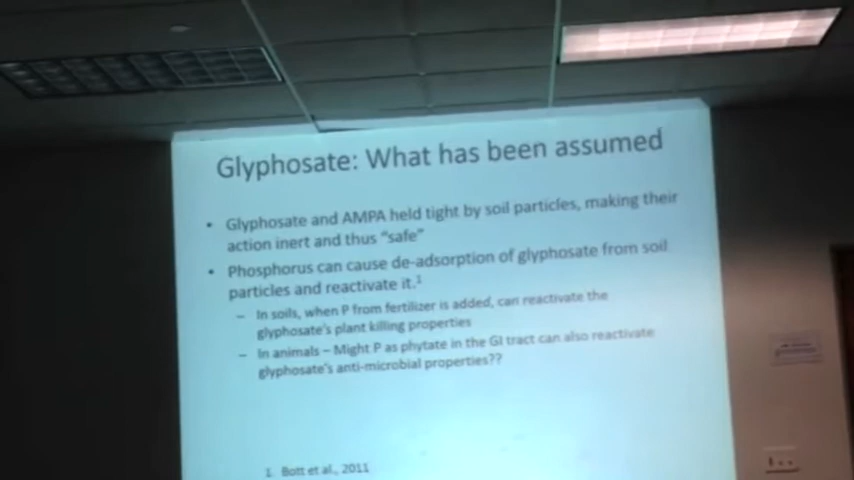 Glyphosate: What has been assumed
• Glyphosate and AMPA held tight by soil particles, making their
action inert and thus “safe”
• Phosphorus can cause de-adsorption of glyphosate from soil
particles and reactivate it.¹
– In soils, when P from fertilizer is added, can reactivate the
glyphosate’s plant killing properties
– In animals – Might P as phytate in the GI tract can also reactivate
glyphosate’s anti-microbial properties??
1. Bott et al., 2011